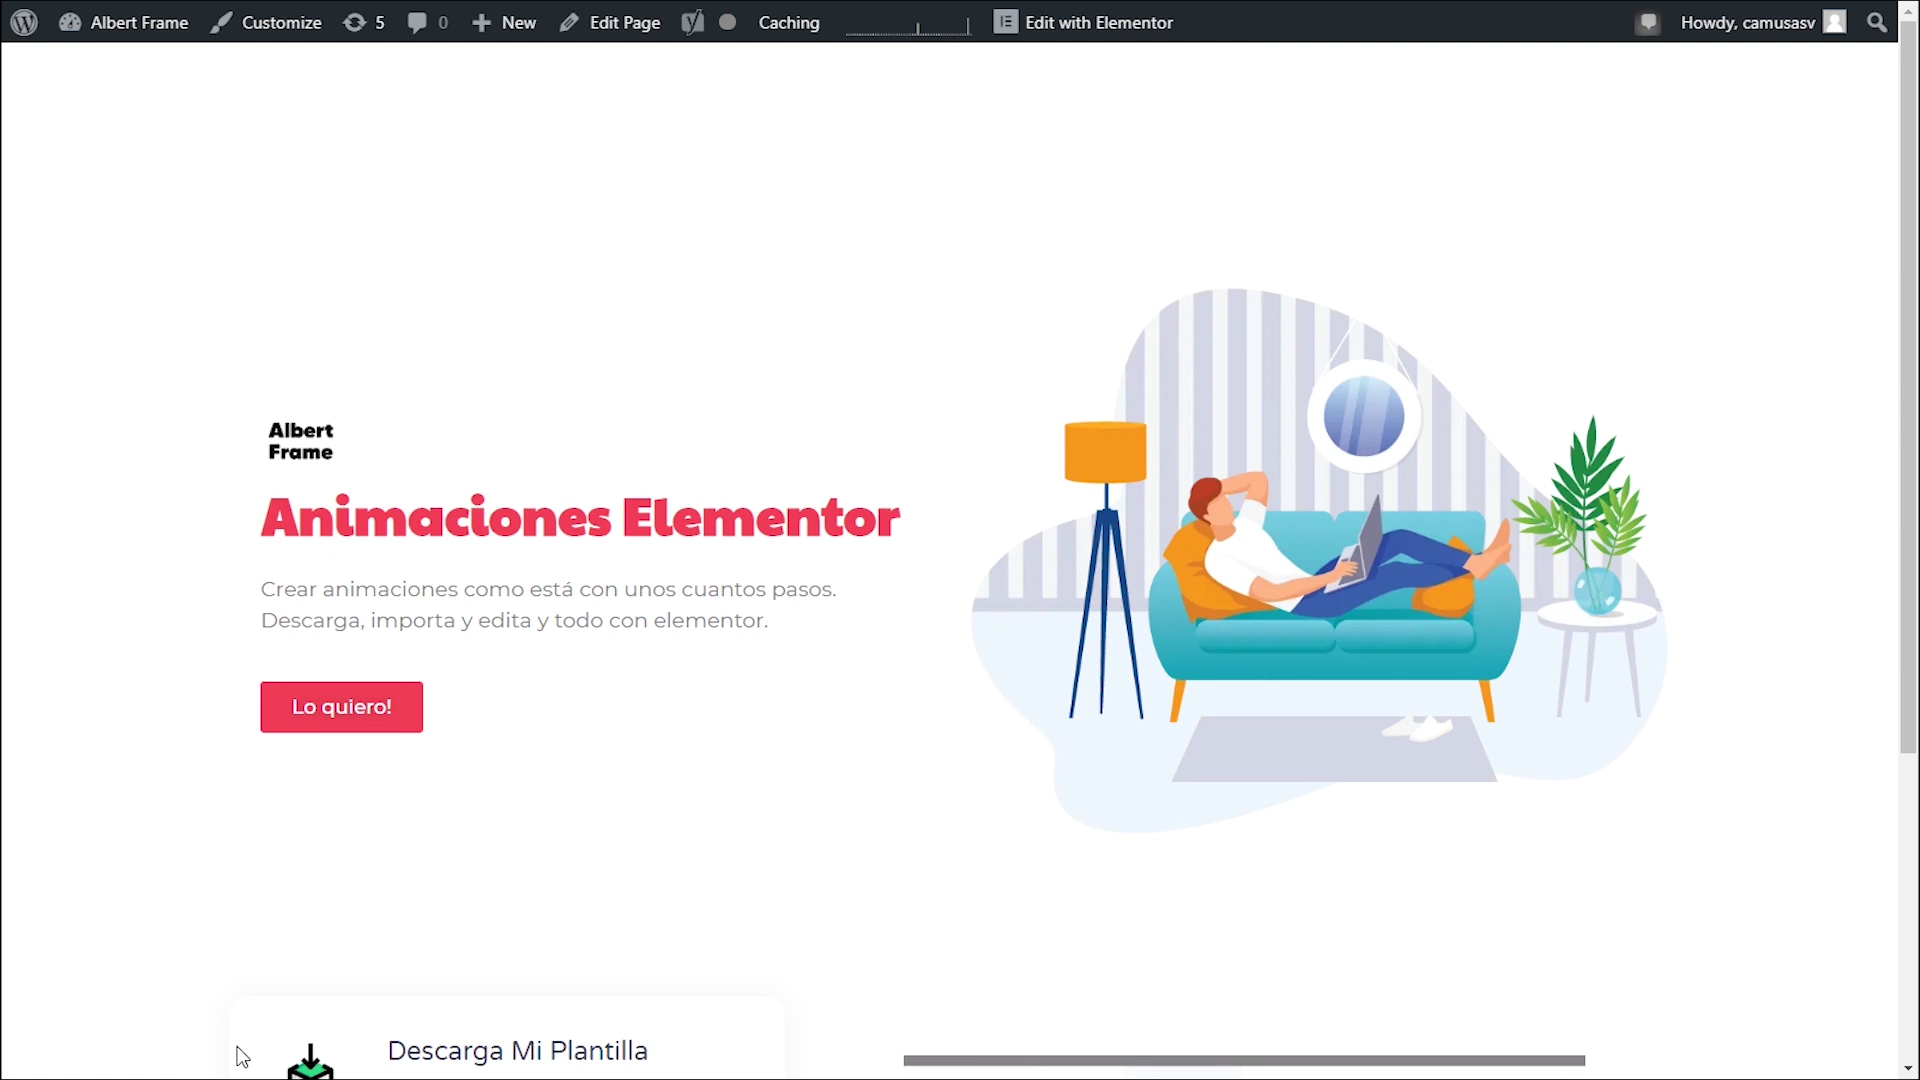 Albert Frame Customize 5 0 New Edit Page Caching Edit with Elementor Howdy, camusasv
Albert
Frame
Animaciones Elementor
Crear animaciones como está con unos cuantos pasos.
Descarga, importa y edita y todo con elementor.
Lo quiero!
Descarga Mi Plantilla